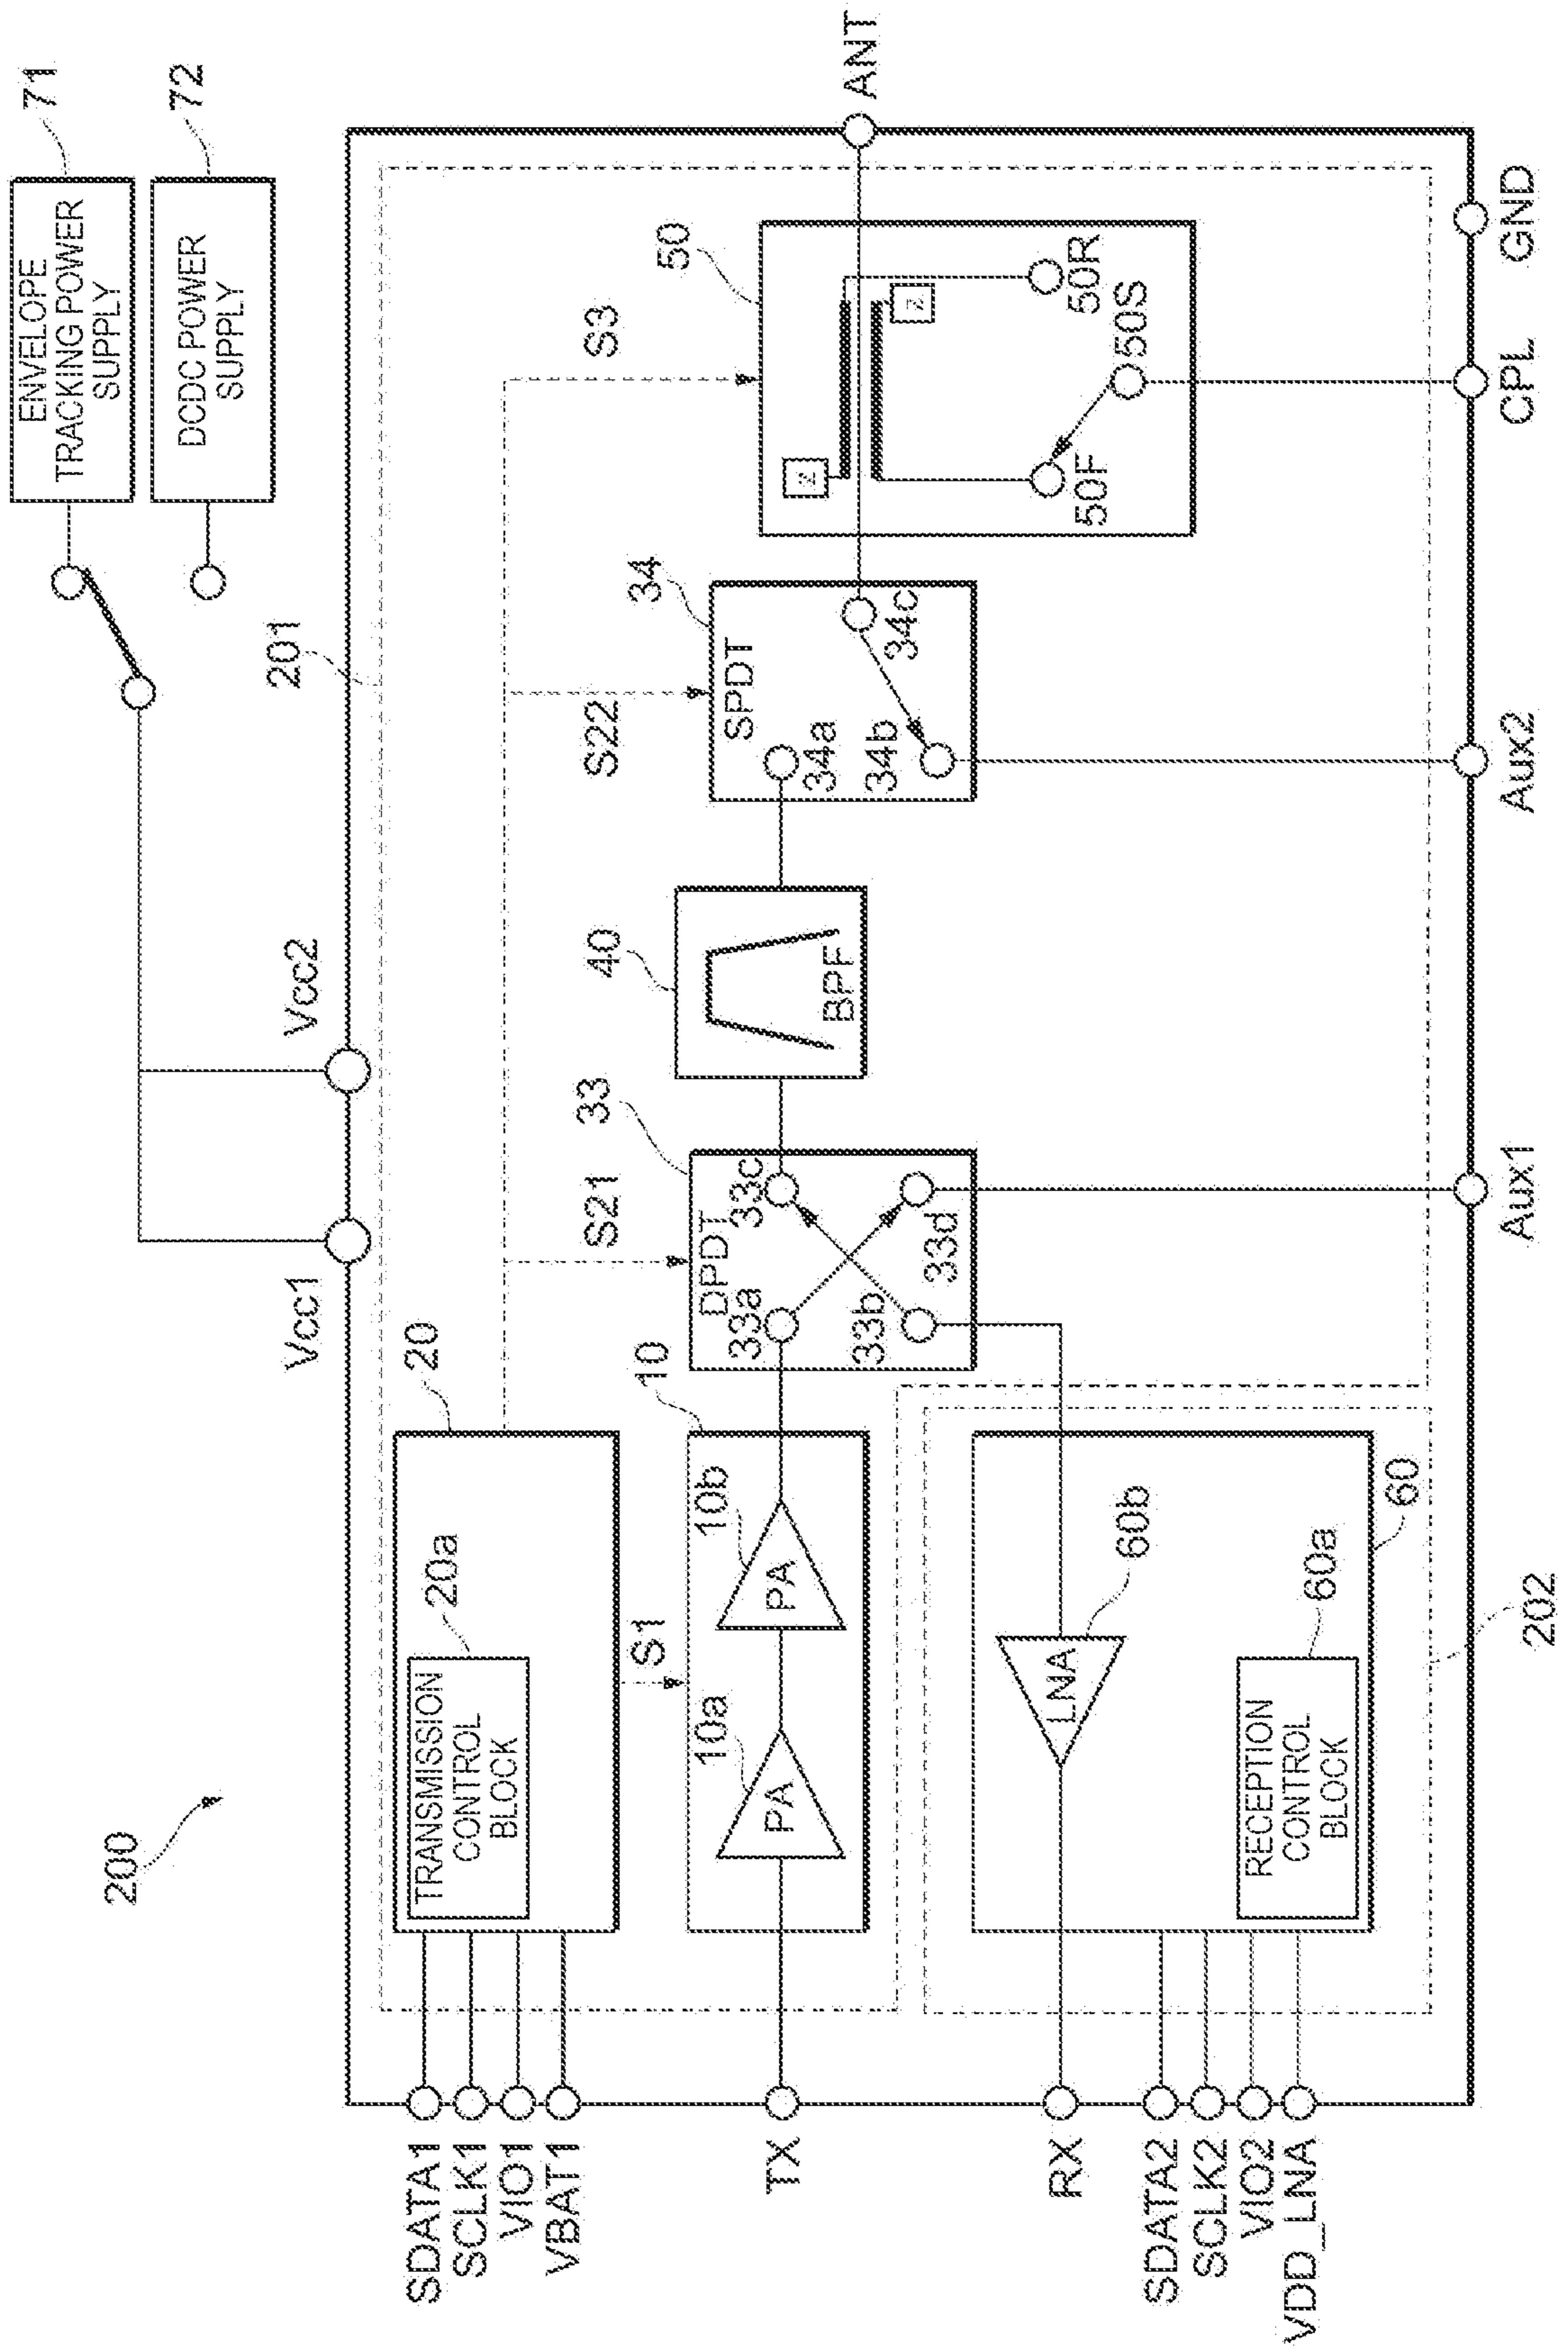 200
ENVELOPE
TRACKING POWER
SUPPLY
71
DCDC POWER
SUPPLY
72
Vcc1
Vcc2
201
SDATA1
SCLK1
VIO1
VBAT1
TX
RX
SDATA2
SCLK2
VIO2
VDD_LNA
20
TRANSMISSION
CONTROL
BLOCK
20a
S1
S21
S22
S3
10
10a
PA
10b
PA
33
DPDT
33a
33b
33c
33d
40
BPF
34
SPDT
34a
34b
34c
50
Z
Z
50F
50R
50S
ANT
LNA
60b
RECEPTION
CONTROL
BLOCK
60a
60
202
Aux1
Aux2
CPL
GND